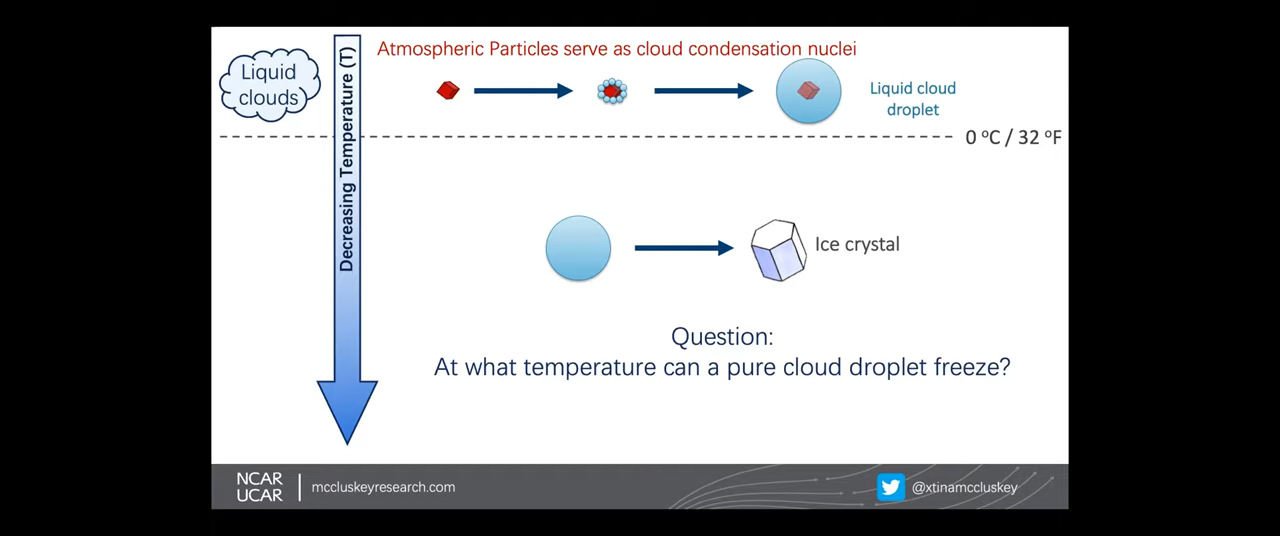 Atmospheric Particles serve as cloud condensation nuclei
Liquid
clouds
Decreasing Temperature (T)
Liquid cloud
droplet
0 ºC / 32 ºF
Ice crystal
Question:
At what temperature can a pure cloud droplet freeze?
NCAR
UCAR
mccluskeyresearch.com
@xtinamccluskey